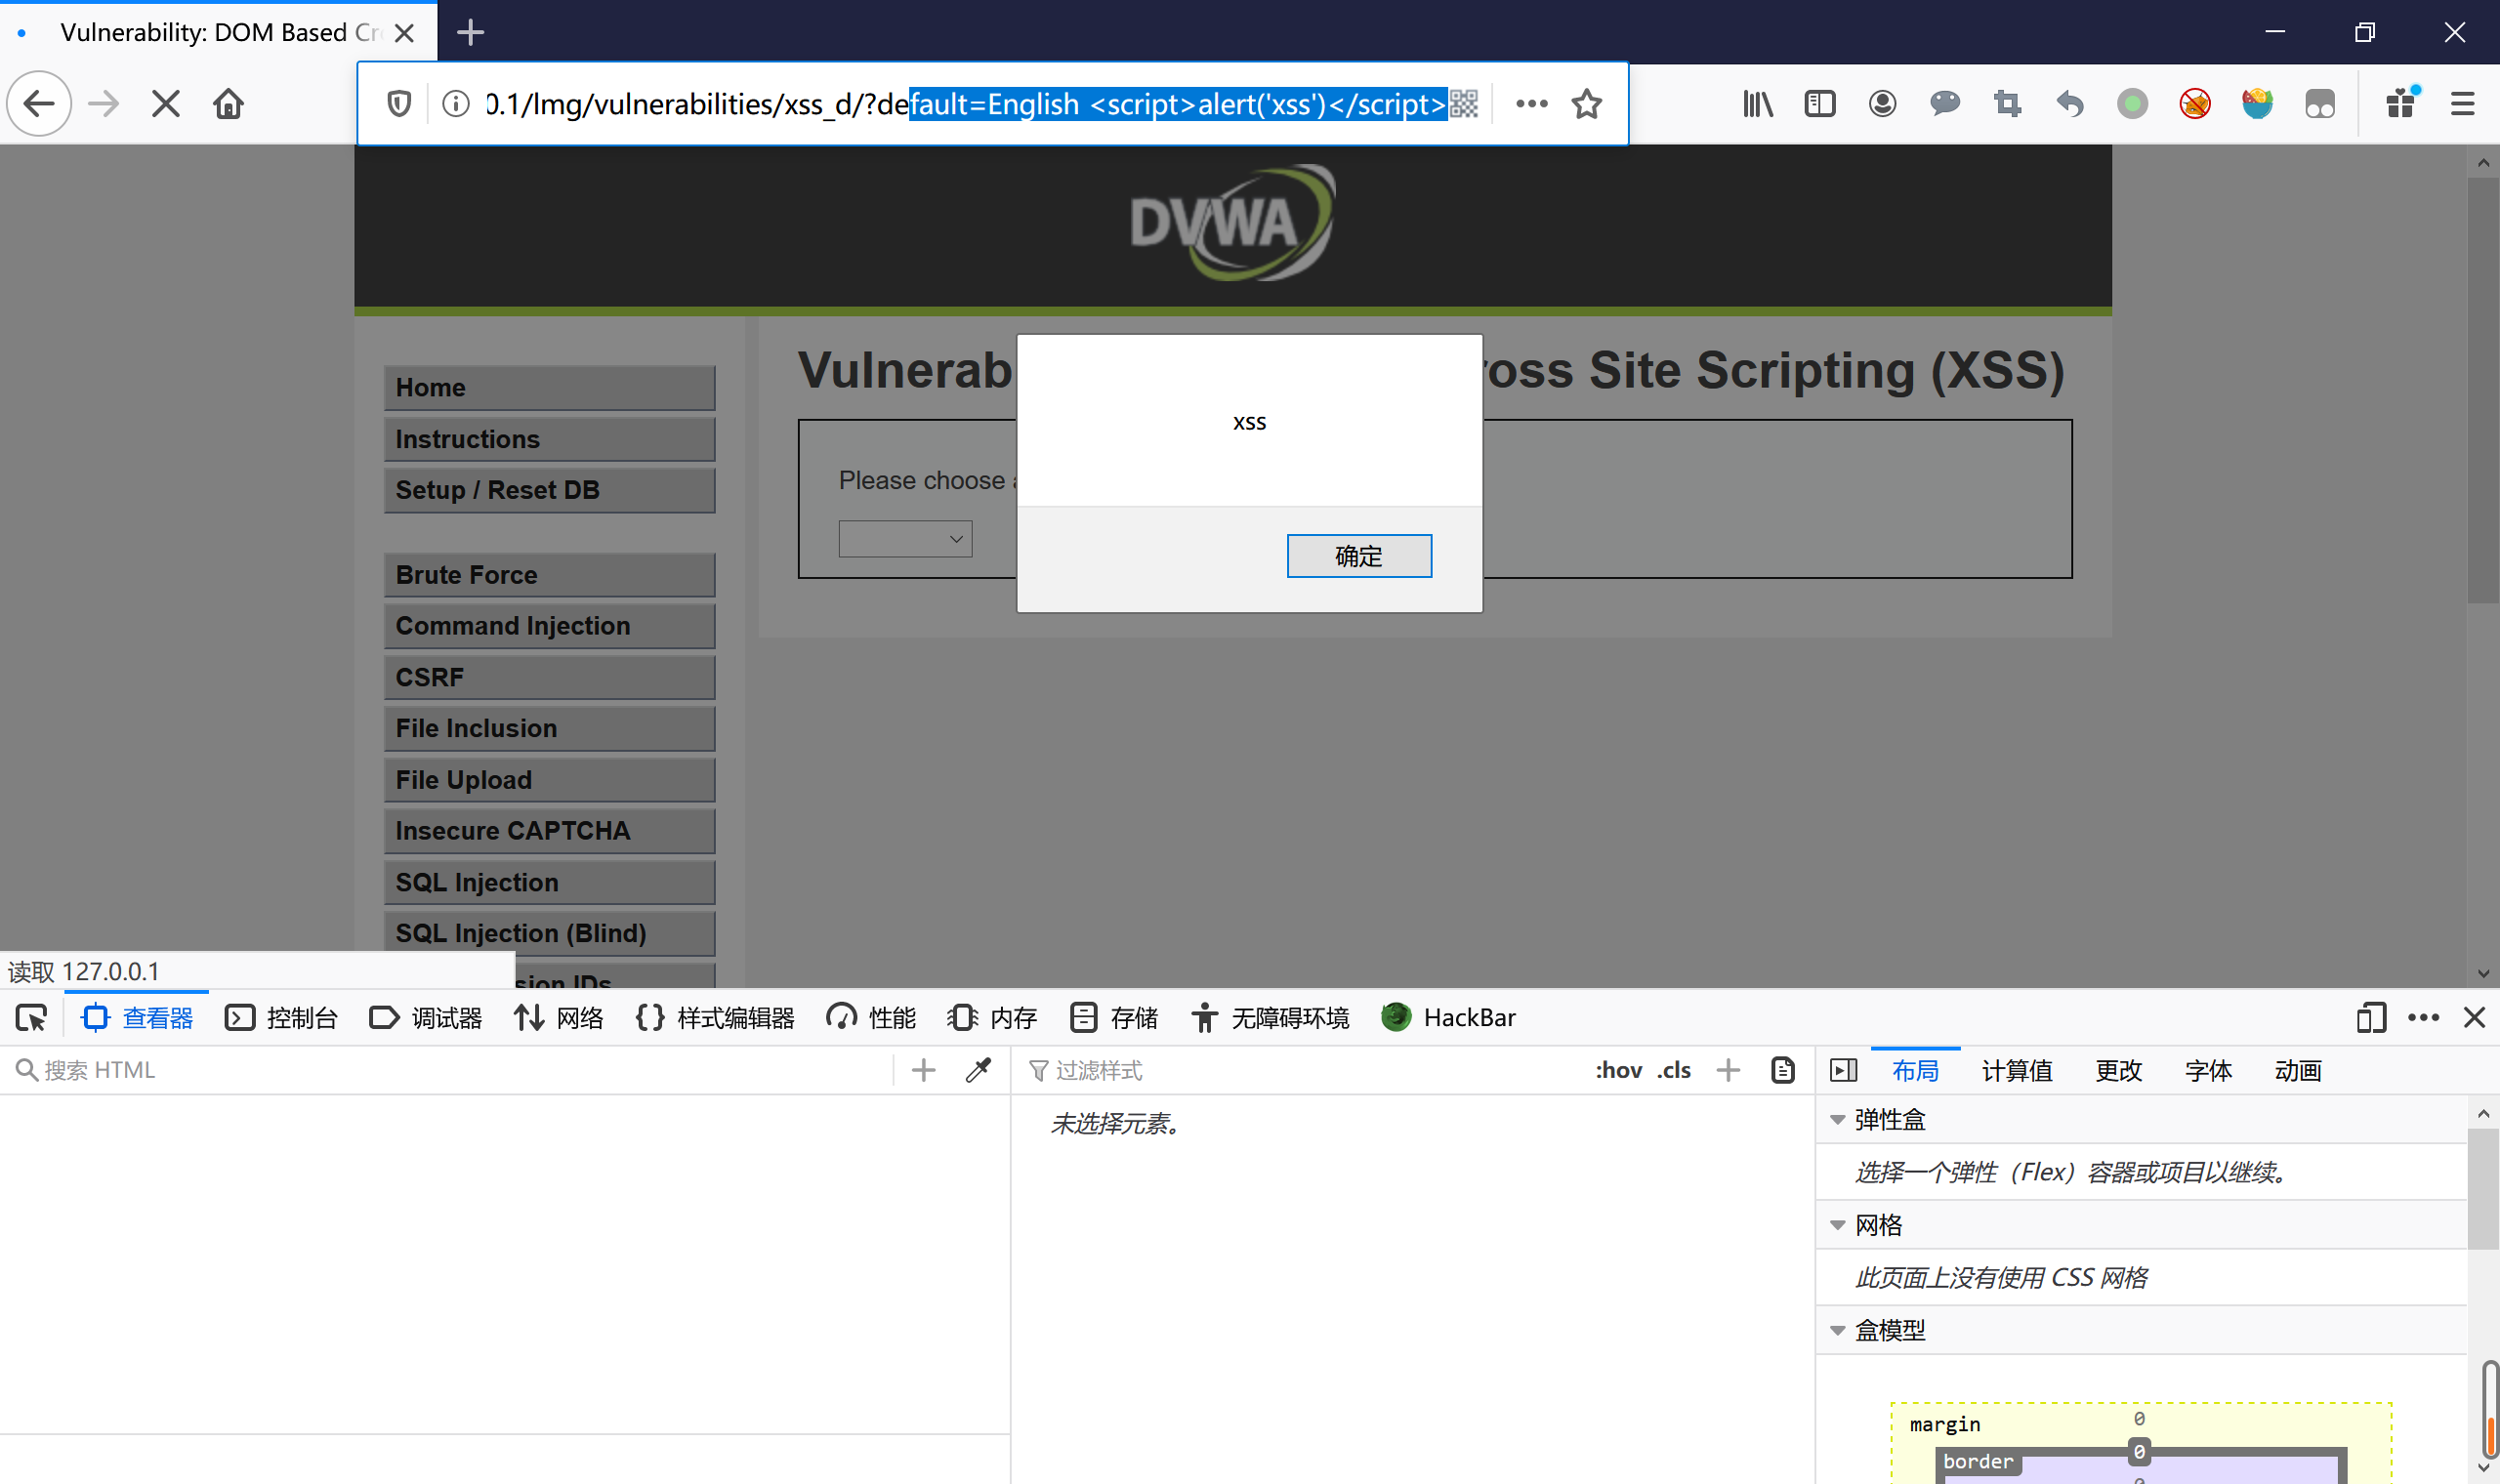 Vulnerability: DOM Based Cr
0.1/lmg/vulnerabilities/xss_d/?default=English <script>alert('xss')</script>
DVWA
Vulnerab
ross Site Scripting (XSS)
Home
Instructions
Setup / Reset DB
Brute Force
Command Injection
CSRF
File Inclusion
File Upload
Insecure CAPTCHA
SQL Injection
SQL Injection (Blind)
sion IDs
Please choose a
xss
确定
读取 127.0.0.1
查看器 控制台 调试器 网络 样式编辑器 性能 内存 存储 无障碍环境 HackBar
搜索 HTML
过滤样式 :hov .cls
未选择元素。
布局 计算值 更改 字体 动画
弹性盒
选择一个弹性（Flex）容器或项目以继续。
网格
此页面上没有使用 CSS 网格
盒模型
margin 0
border 0